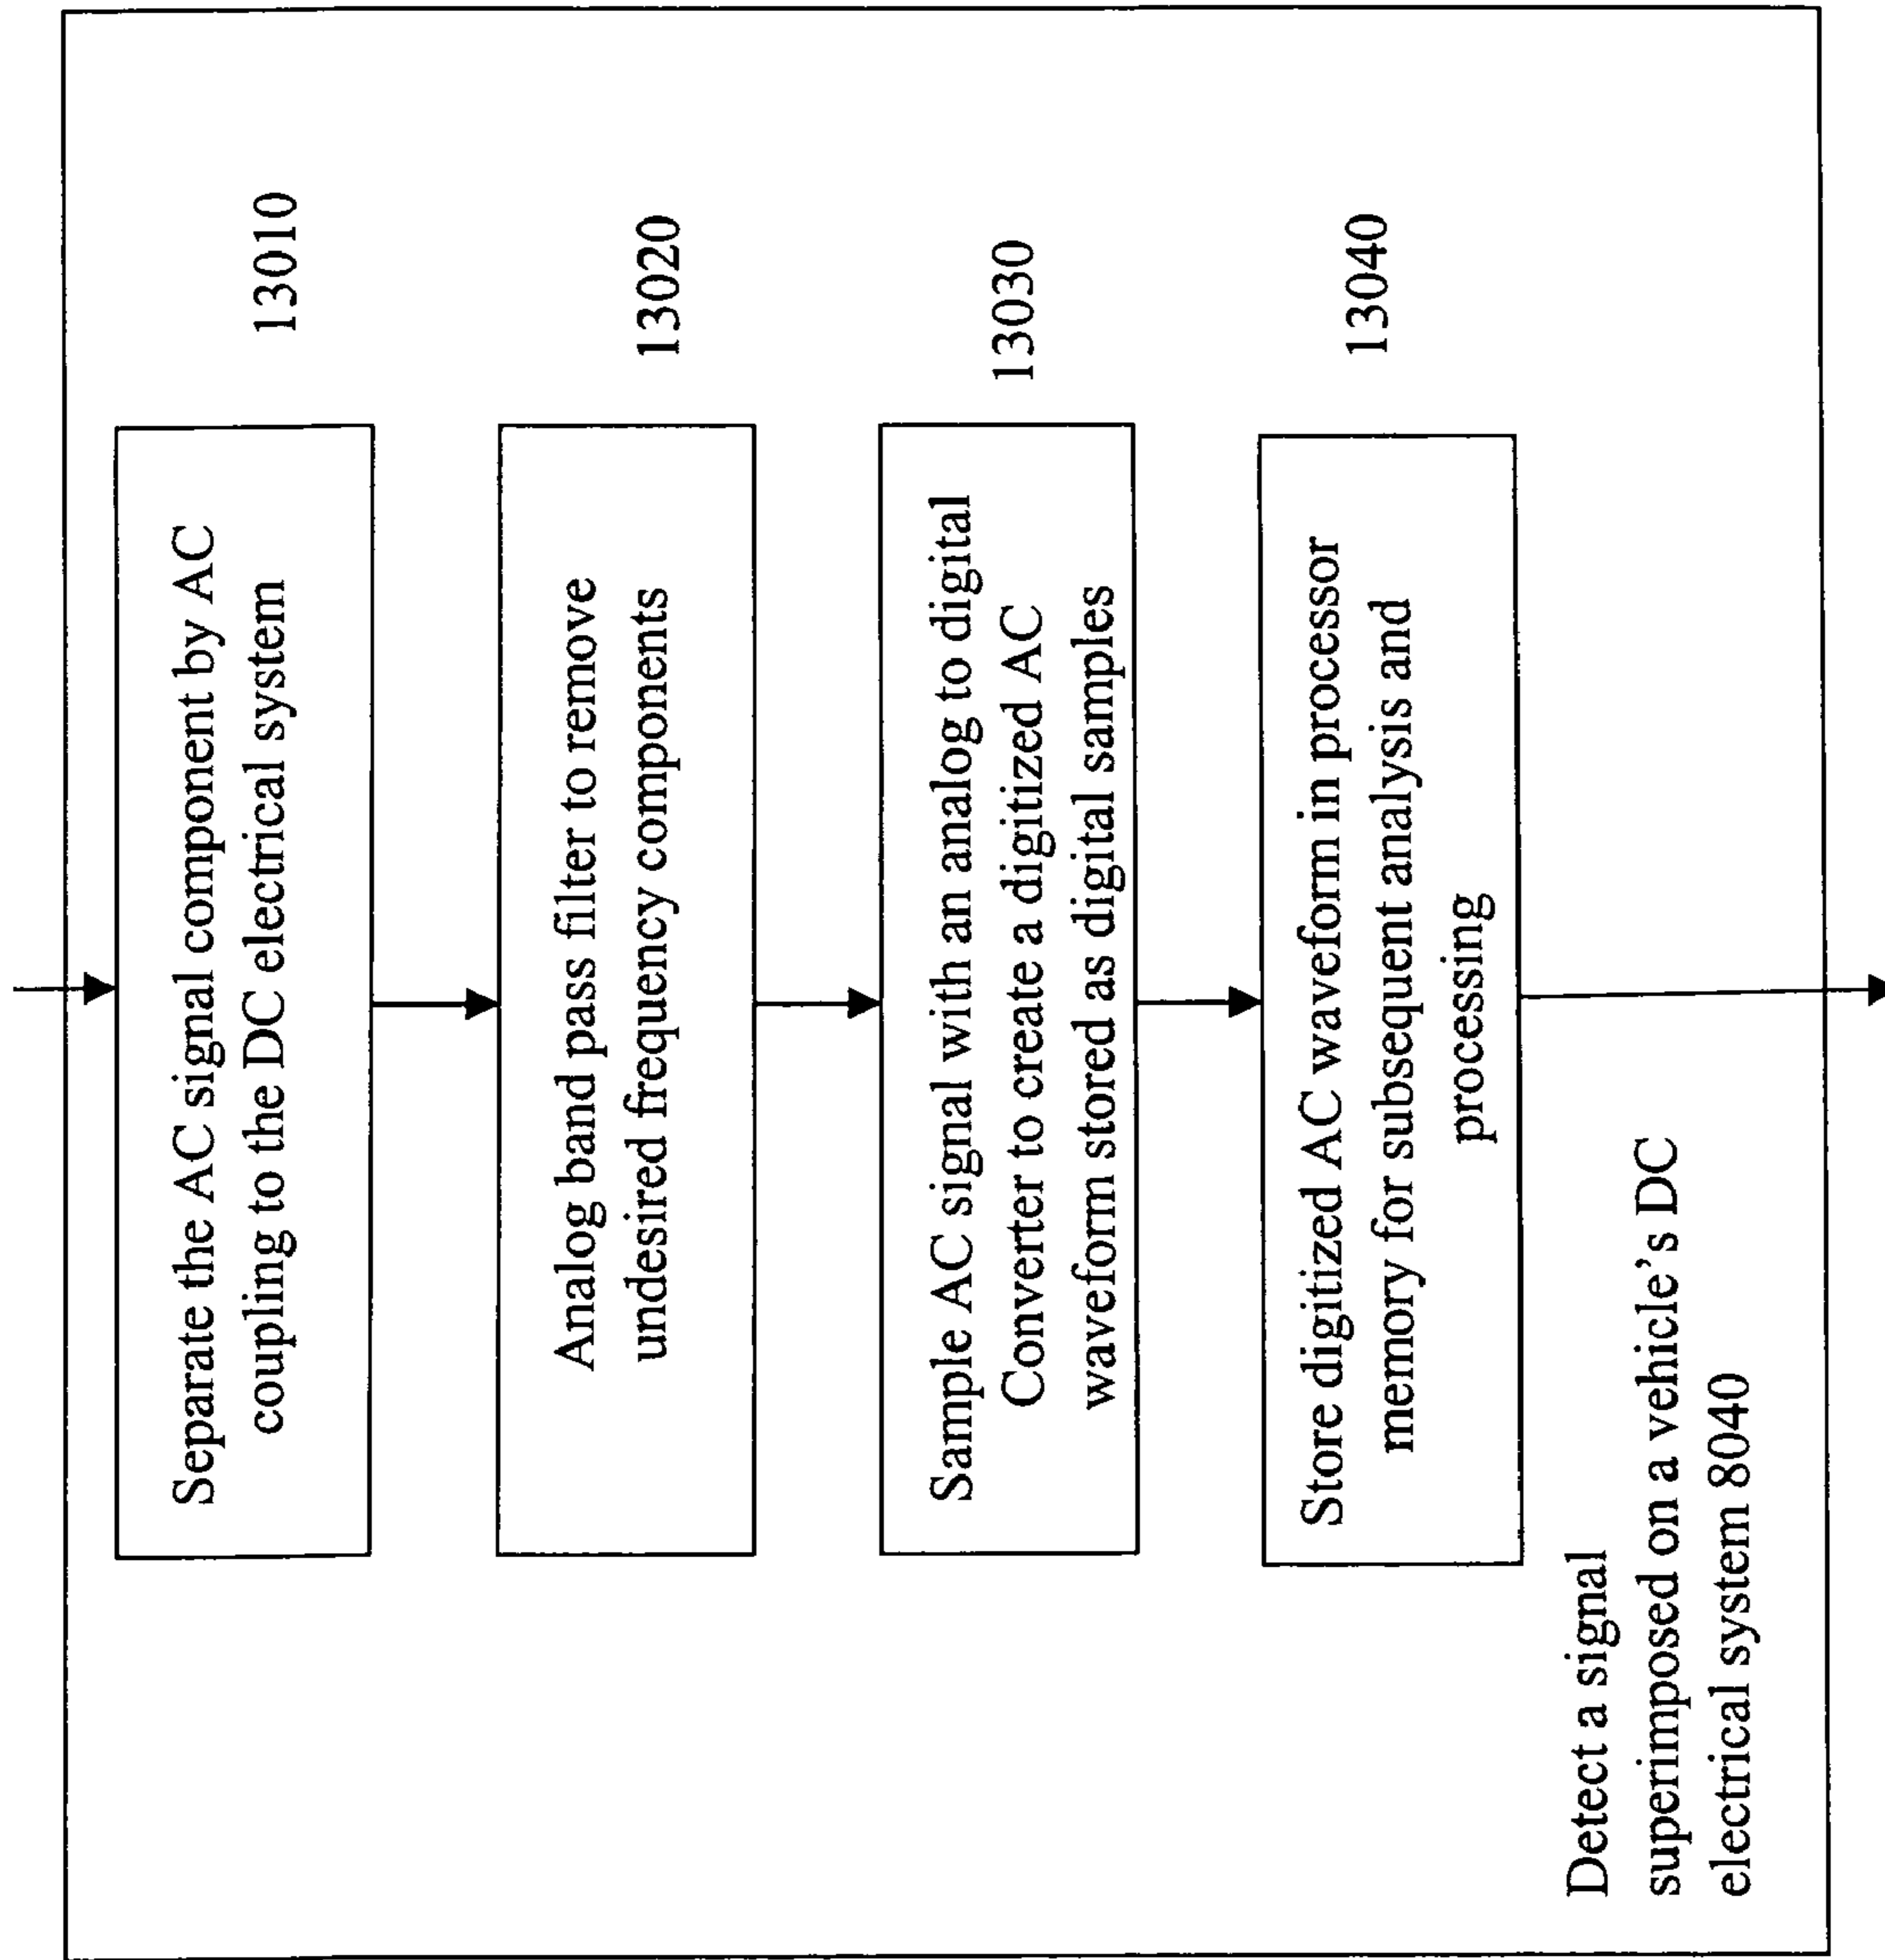 Separate the AC signal component by AC
coupling to the DC electrical system
13010
Analog band pass filter to remove
undesired frequency components
13020
Sample AC signal with an analog to digital
Converter to create a digitized AC
waveform stored as digital samples
13030
Store digitized AC waveform in processor
memory for subsequent analysis and
processing
13040
Detect a signal
superimposed on a vehicle's DC
electrical system 8040